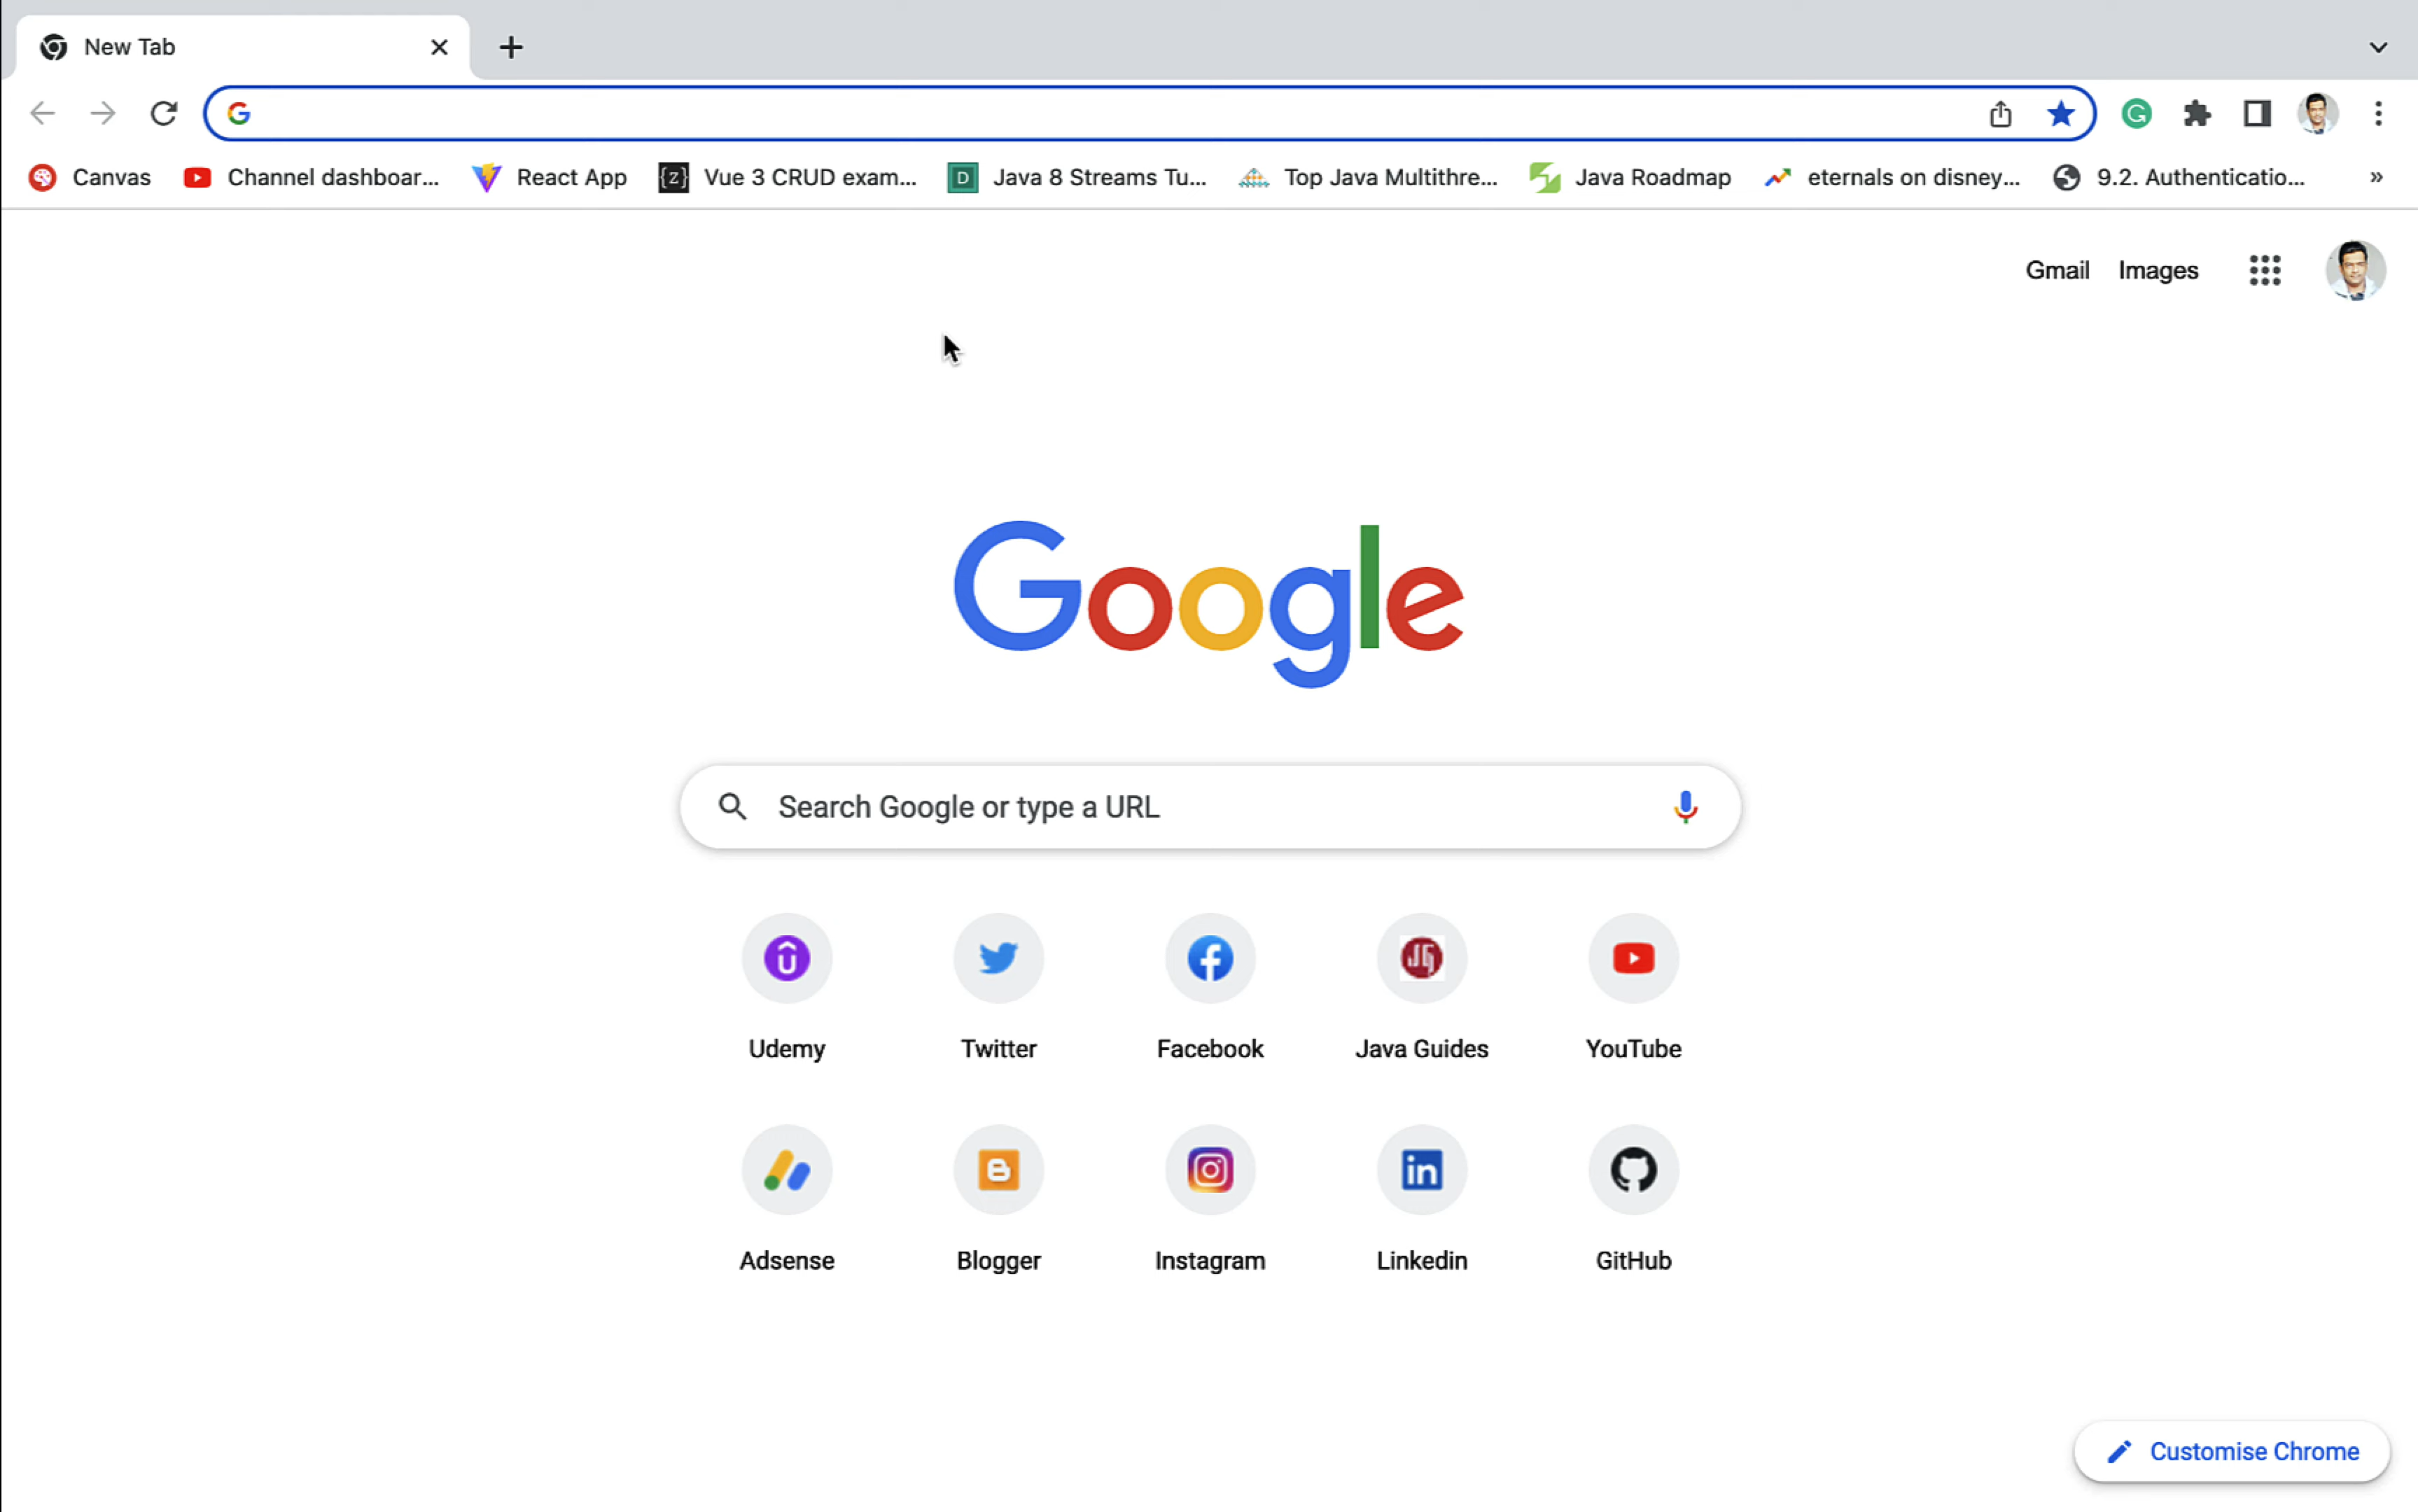 New Tab
Canvas Channel dashboar... React App Vue 3 CRUD exam... Java 8 Streams Tu... Top Java Multithre... Java Roadmap eternals on disney... 9.2. Authenticatio... »
Gmail Images
Google
Search Google or type a URL
Udemy Twitter Facebook Java Guides YouTube
Adsense Blogger Instagram Linkedin GitHub
Customise Chrome